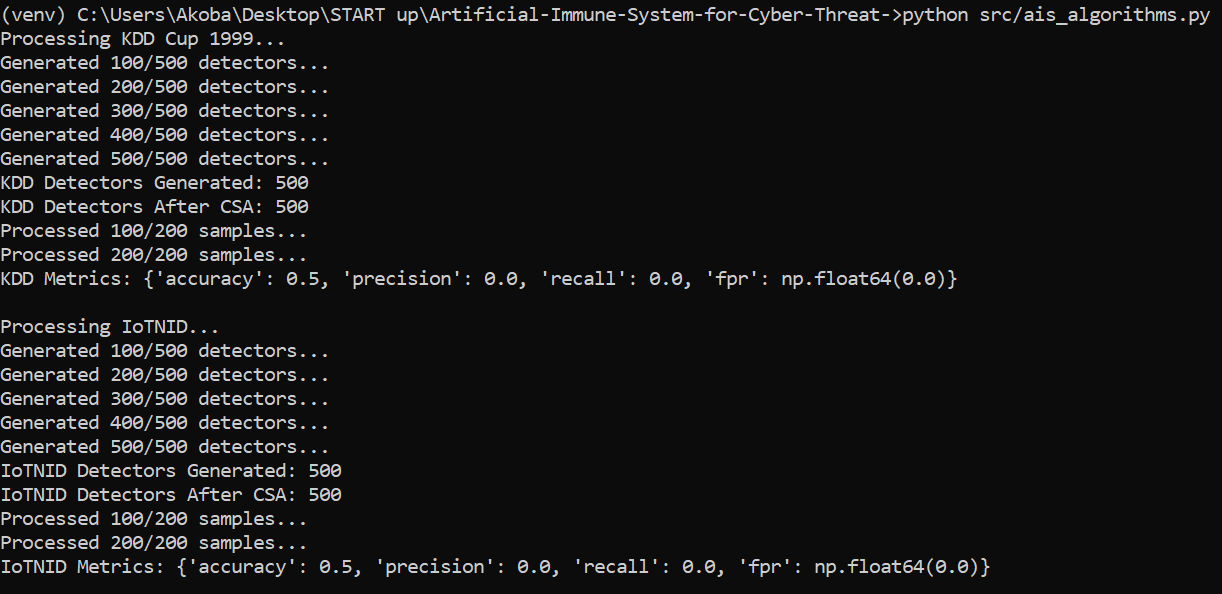 (venv) C:\Users\Akoba\Desktop\START up\Artificial-Immune-System-for-Cyber-Threat->python src/ais_algorithms.py
Processing KDD Cup 1999...
Generated 100/500 detectors...
Generated 200/500 detectors...
Generated 300/500 detectors...
Generated 400/500 detectors...
Generated 500/500 detectors...
KDD Detectors Generated: 500
KDD Detectors After CSA: 500
Processed 100/200 samples...
Processed 200/200 samples...
KDD Metrics: {'accuracy': 0.5, 'precision': 0.0, 'recall': 0.0, 'fpr': np.float64(0.0)}
Processing IoTNID...
Generated 100/500 detectors...
Generated 200/500 detectors...
Generated 300/500 detectors...
Generated 400/500 detectors...
Generated 500/500 detectors...
IoTNID Detectors Generated: 500
IoTNID Detectors After CSA: 500
Processed 100/200 samples...
Processed 200/200 samples...
IoTNID Metrics: {'accuracy': 0.5, 'precision': 0.0, 'recall': 0.0, 'fpr': np.float64(0.0)}